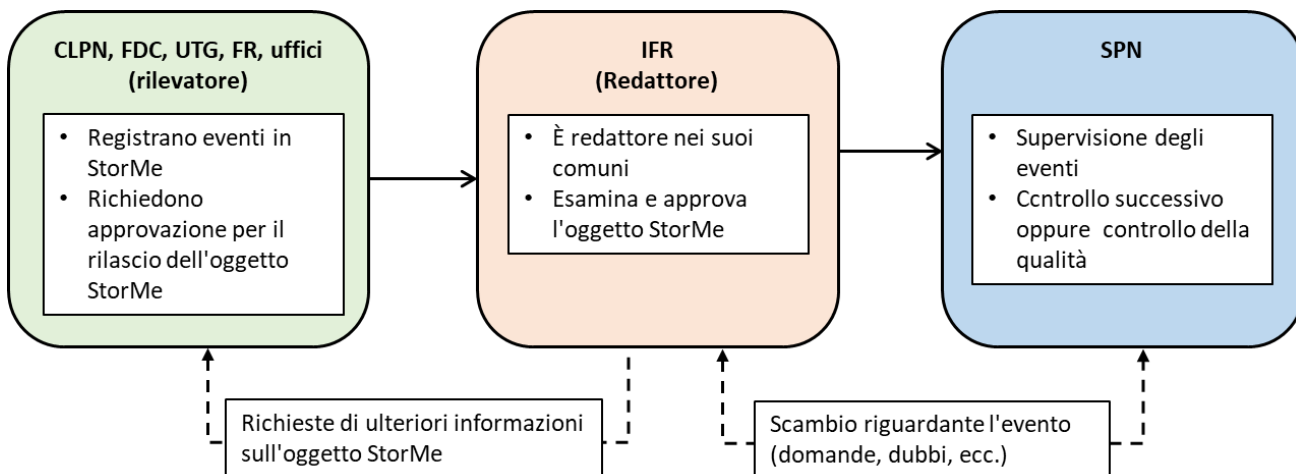 CLPN, FDC, UTG, FR, uffici
(rilevatore)
• Registrano eventi in
StorMe
• Richiedono
approvazione per il
rilascio dell'oggetto
StorMe
IFR
(Redattore)
• È redattore nei suoi
comuni
• Esamina e approva
l'oggetto StorMe
SPN
• Supervisione degli
eventi
• Ccntrollo successivo
oppure controllo della
qualità
Richieste di ulteriori informazioni
sull'oggetto StorMe
Scambio riguardante l'evento
(domande, dubbi, ecc.)